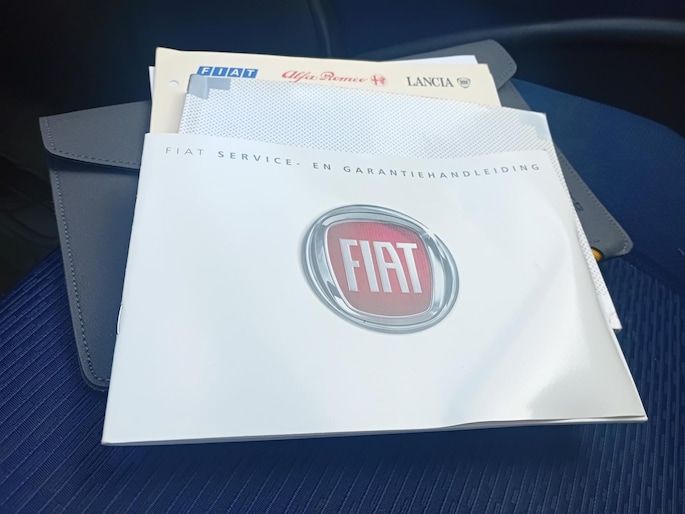 FIAT Alfa Romeo LANCIA
FIAT SERVICE- EN GARANTIEHANDLEIDING
FIAT